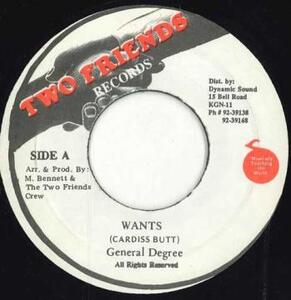 TWO FRIENDS
RECORDS
Dist. by:
Dynamic Sound
15 Bell Road
KGN-11
Ph # 92-39138
92-39168
SIDE A
Arr. & Prod. By:
M. Bennett &
The Two Friends
Crew
WANTS
(CARDISS BUTT)
General Degree
All Rights Reserved